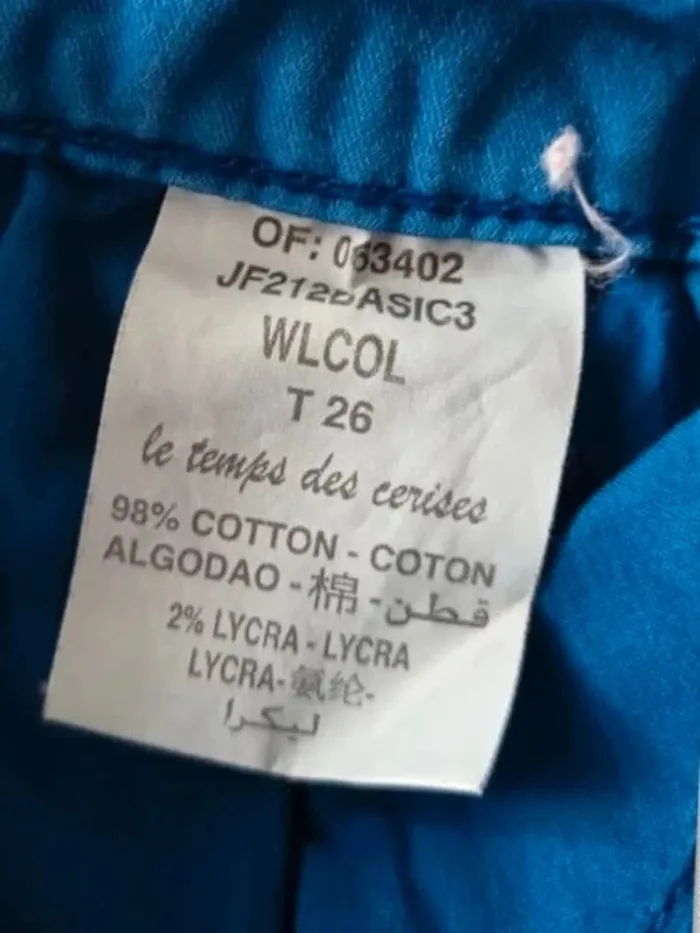 OF: 063402
JF212BASIC3
WLCOL
T 26
le temps des cerises
98% COTTON - COTON
ALGODAO - 棉 - قطن
2% LYCRA - LYCRA
LYCRA- 氨纶-
ليكرا